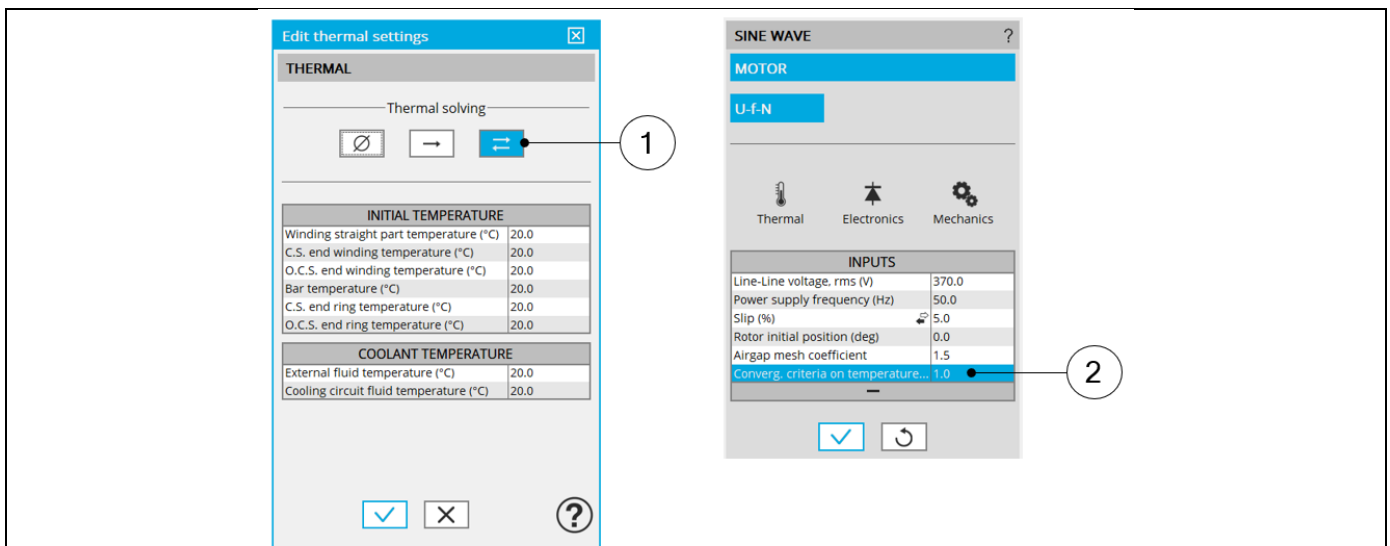 Edit thermal settings
THERMAL
Thermal solving
1
INITIAL TEMPERATURE
Winding straight part temperature (°C) 20.0
C.S. end winding temperature (°C) 20.0
O.C.S. end winding temperature (°C) 20.0
Bar temperature (°C) 20.0
C.S. end ring temperature (°C) 20.0
O.C.S. end ring temperature (°C) 20.0
COOLANT TEMPERATURE
External fluid temperature (°C) 20.0
Cooling circuit fluid temperature (°C) 20.0
?
SINE WAVE ?
MOTOR
U-f-N
Thermal Electronics Mechanics
INPUTS
Line-Line voltage, rms (V) 370.0
Power supply frequency (Hz) 50.0
Slip (%) 5.0
Rotor initial position (deg) 0.0
Airgap mesh coefficient 1.5
Converg. criteria on temperature... 1.0
2